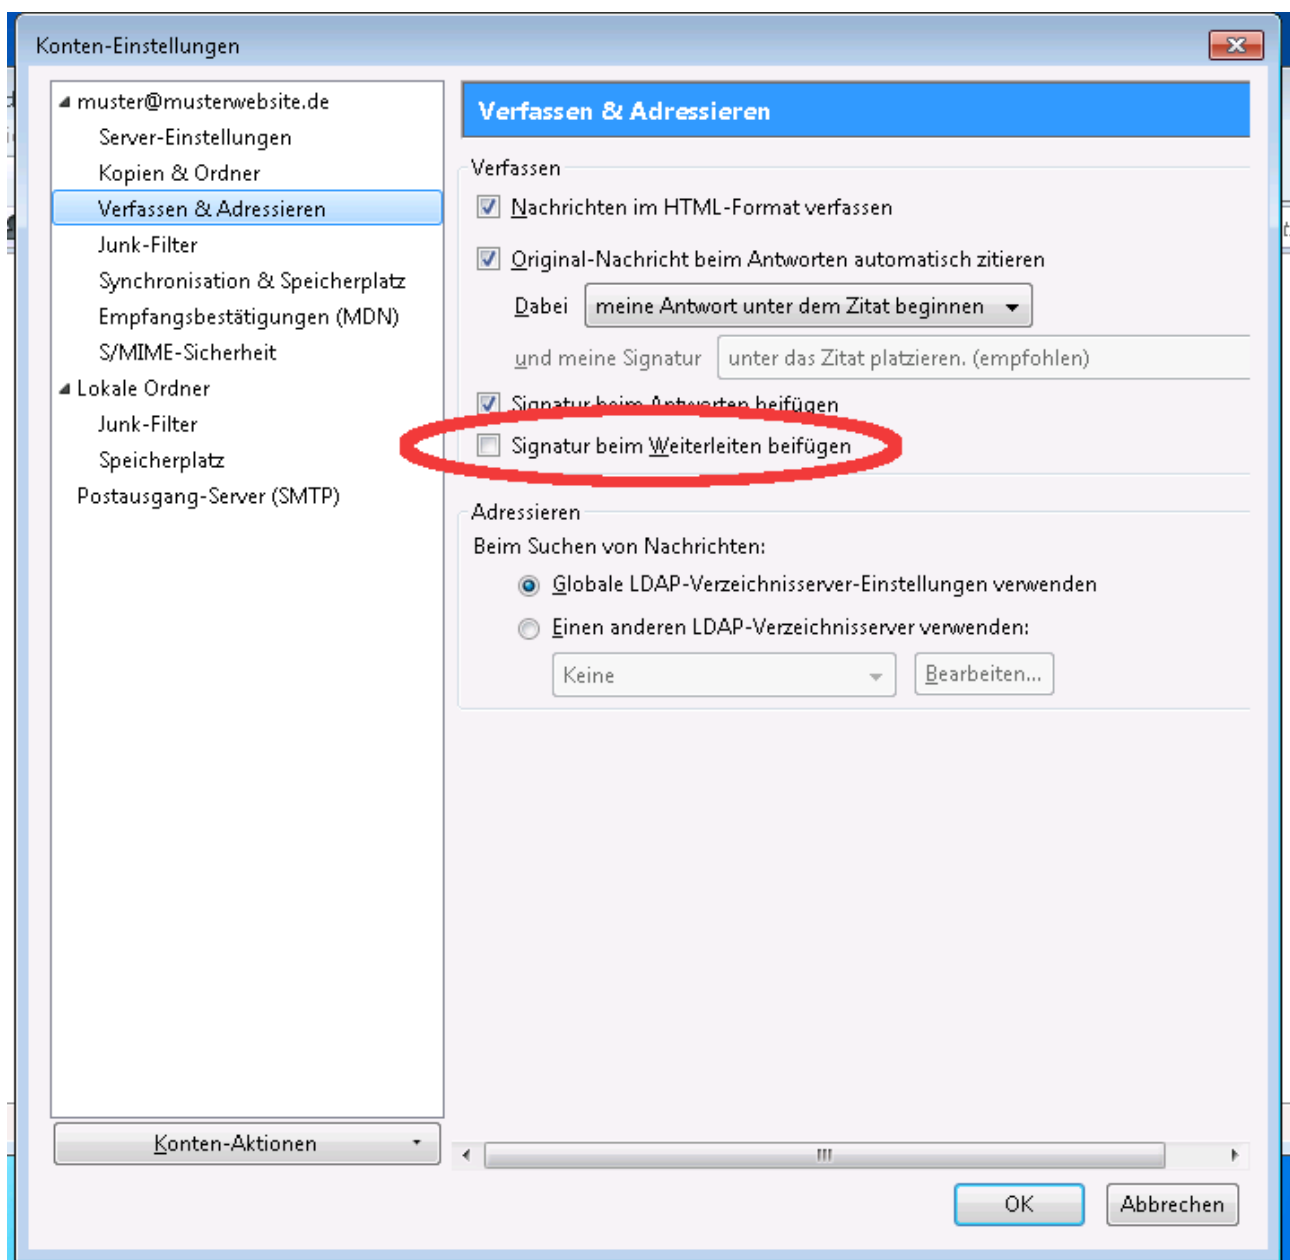 Konten-Einstellungen
muster@musterwebsite.de
Server-Einstellungen
Kopien & Ordner
Verfassen & Adressieren
Junk-Filter
Synchronisation & Speicherplatz
Empfangsbestätigungen (MDN)
S/MIME-Sicherheit
Lokale Ordner
Junk-Filter
Speicherplatz
Postausgang-Server (SMTP)
Konten-Aktionen
Verfassen & Adressieren
Verfassen
Nachrichten im HTML-Format verfassen
Original-Nachricht beim Antworten automatisch zitieren
Dabei meine Antwort unter dem Zitat beginnen
und meine Signatur unter das Zitat platzieren. (empfohlen)
Signatur beim Antworten beifügen
Signatur beim Weiterleiten beifügen
Adressieren
Beim Suchen von Nachrichten:
Globale LDAP-Verzeichnisserver-Einstellungen verwenden
Einen anderen LDAP-Verzeichnisserver verwenden:
Keine Bearbeiten...
OK Abbrechen